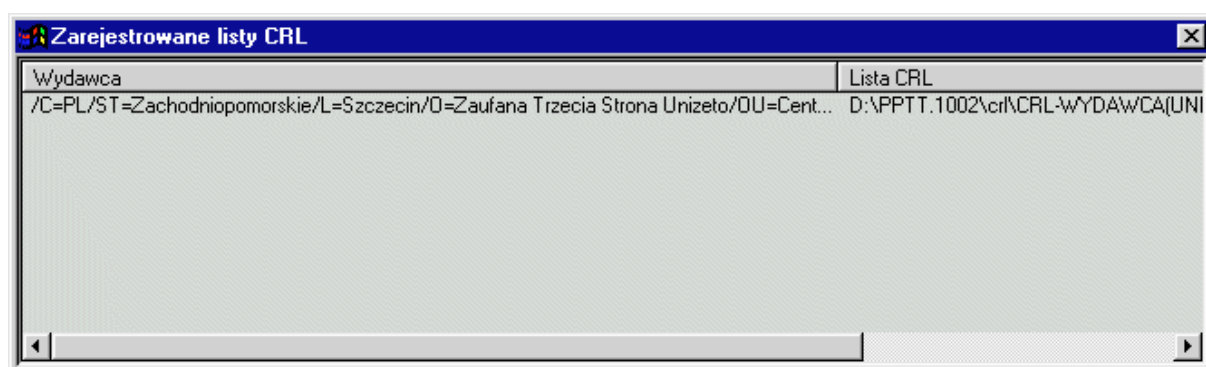 Zarejestrowane listy CRL
Wydawca Lista CRL
/C=PL/ST=Zachodniopomorskie/L=Szczecin/O=Zaufana Trzecia Strona Unizeto/OU=Cent... D:\PPTT.1002\crl\CRL-WYDAWCA(UNI